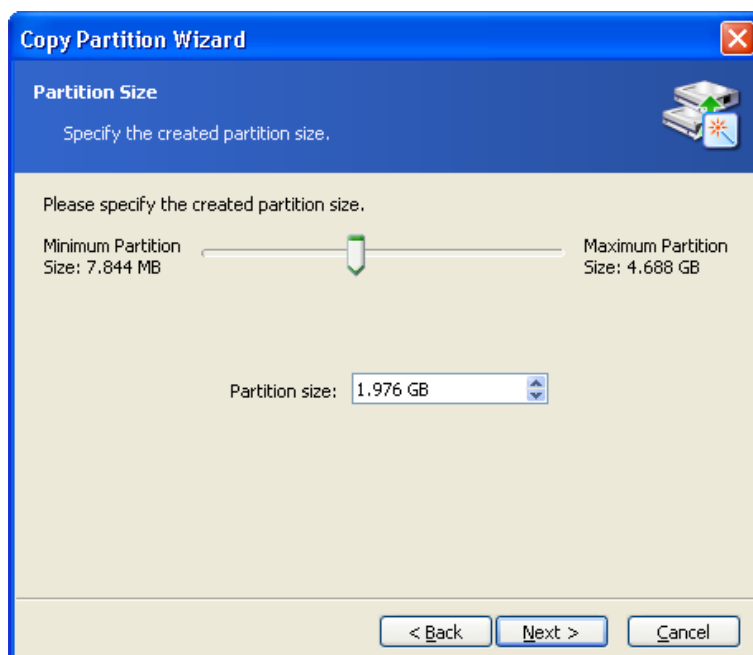 Copy Partition Wizard
Partition Size
Specify the created partition size.
Please specify the created partition size.
Minimum Partition
Size: 7.844 MB
Maximum Partition
Size: 4.688 GB
Partition size: 1.976 GB
< Back
Next >
Cancel